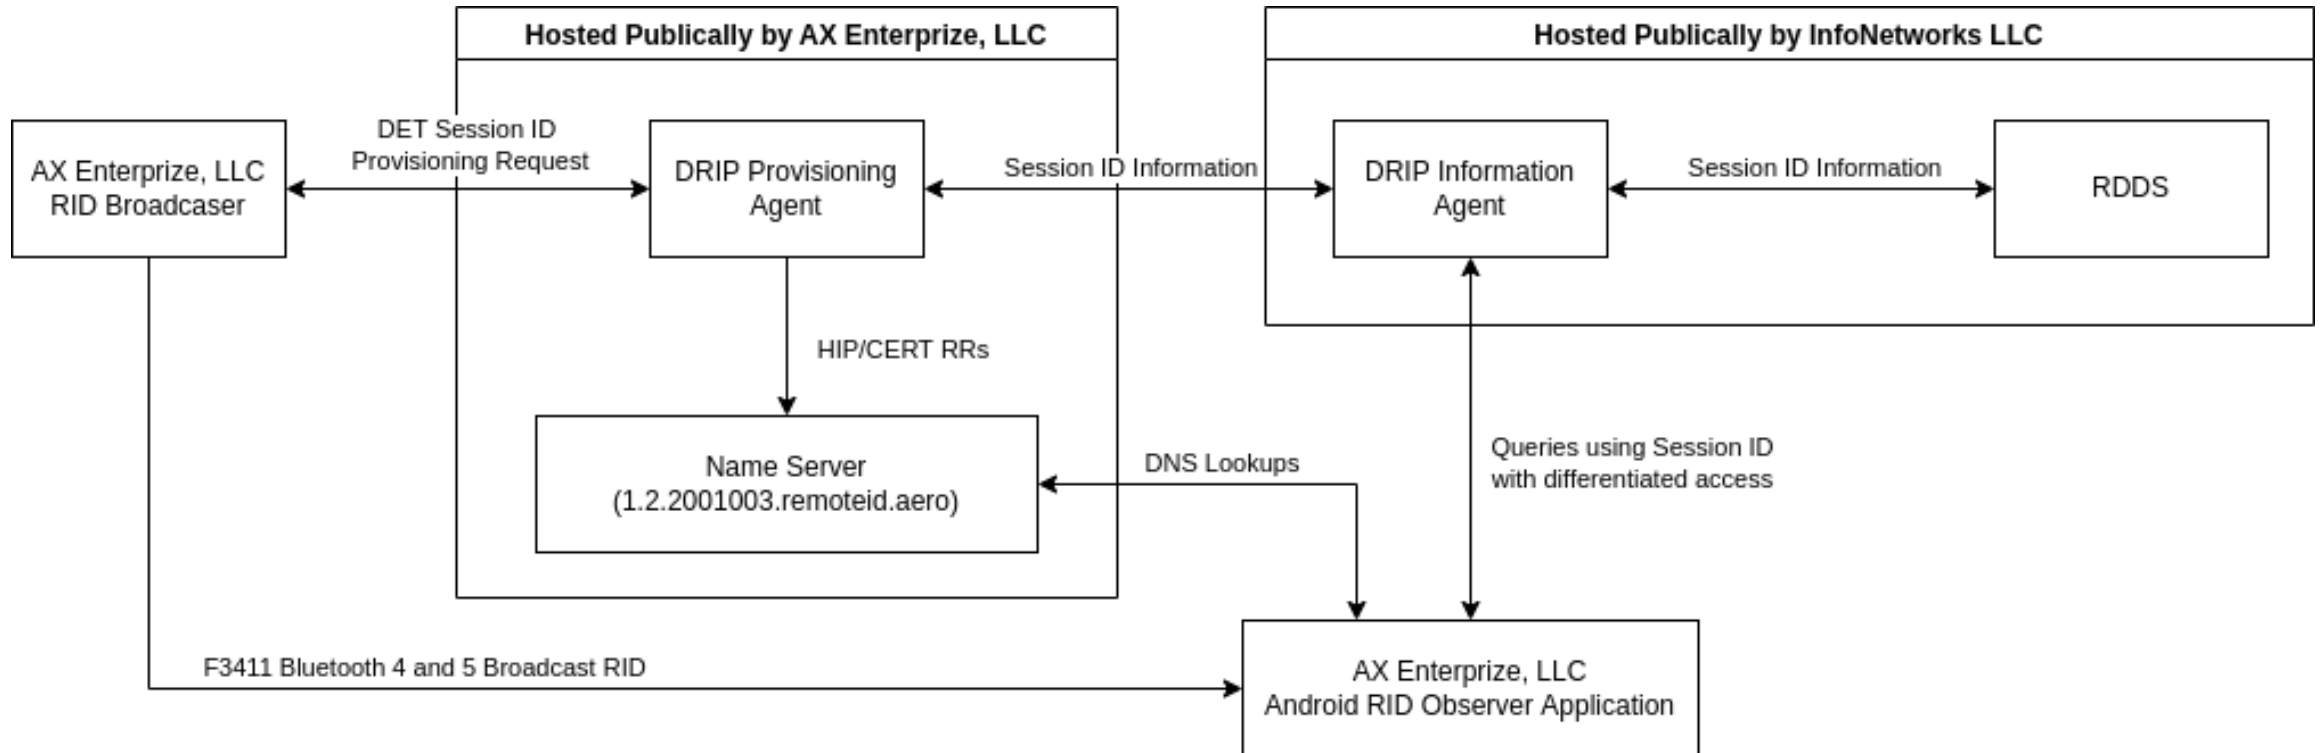 Hosted Publically by AX Enterprize, LLC
Hosted Publically by InfoNetworks LLC
AX Enterprize, LLC
RID Broadcaser
DET Session ID
Provisioning Request
DRIP Provisioning
Agent
Session ID Information
DRIP Information
Agent
Session ID Information
RDDS
HIP/CERT RRs
Name Server
(1.2.2001003.remoteid.aero)
DNS Lookups
Queries using Session ID
with differentiated access
F3411 Bluetooth 4 and 5 Broadcast RID
AX Enterprize, LLC
Android RID Observer Application